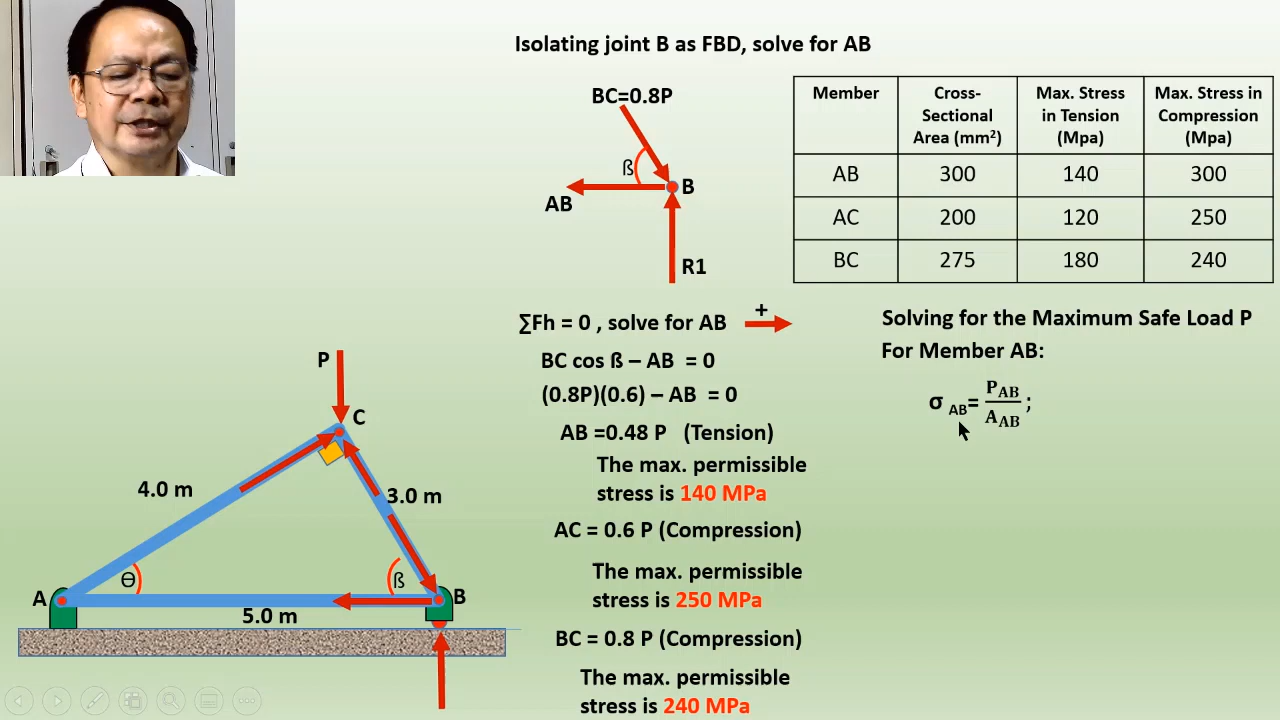 Isolating joint B as FBD, solve for AB
BC=0.8P
ß
B
AB
R1
Member Cross-Sectional Area (mm²) Max. Stress in Tension (Mpa) Max. Stress in Compression (Mpa)
AB 300 140 300
AC 200 120 250
BC 275 180 240
∑Fh = 0 , solve for AB +
BC cos ß – AB = 0
(0.8P)(0.6) – AB = 0
AB =0.48 P (Tension)
The max. permissible
stress is 140 MPa
AC = 0.6 P (Compression)
The max. permissible
stress is 250 MPa
BC = 0.8 P (Compression)
The max. permissible
stress is 240 MPa
Solving for the Maximum Safe Load P
For Member AB:
σ AB= P AB / A AB ;
P
C
4.0 m
3.0 m
A
ϴ
ß
B
5.0 m